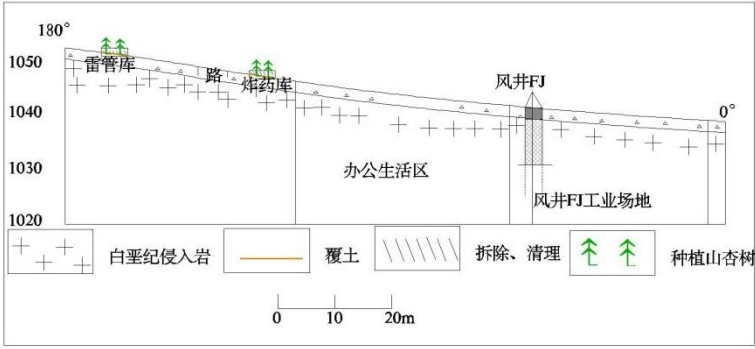 180°
1050
雷管库
路
炸药库
风井FJ
1040
0°
1030
办公生活区
风井FJ工业场地
1020
白垩纪侵入岩
覆土
拆除、清理
种植山杏树
0 10 20m